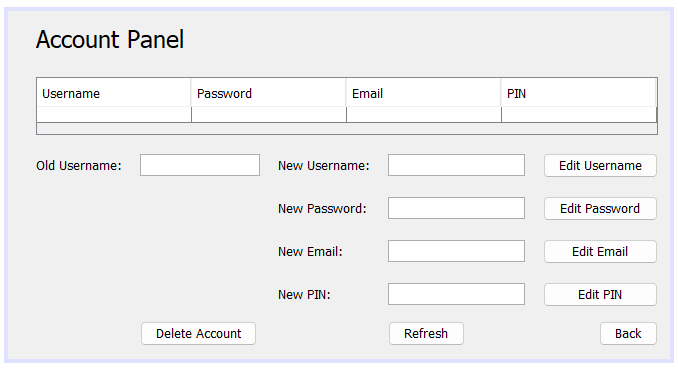 Account Panel
Username Password Email PIN
Old Username: New Username: Edit Username
New Password: Edit Password
New Email: Edit Email
New PIN: Edit PIN
Delete Account Refresh Back